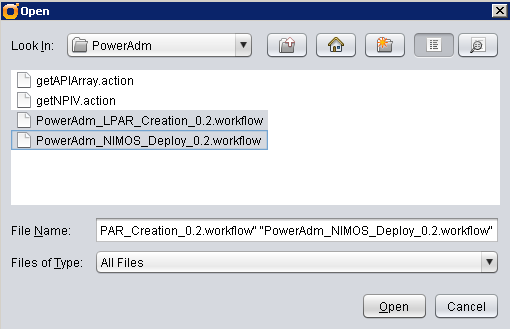 Open
Look In: PowerAdm
getAPIArray.action
getNPIV.action
PowerAdm_LPAR_Creation_0.2.workflow
PowerAdm_NIMOS_Deploy_0.2.workflow
File Name: PAR_Creation_0.2.workflow" "PowerAdm_NIMOS_Deploy_0.2.workflow"
Files of Type: All Files
Open Cancel